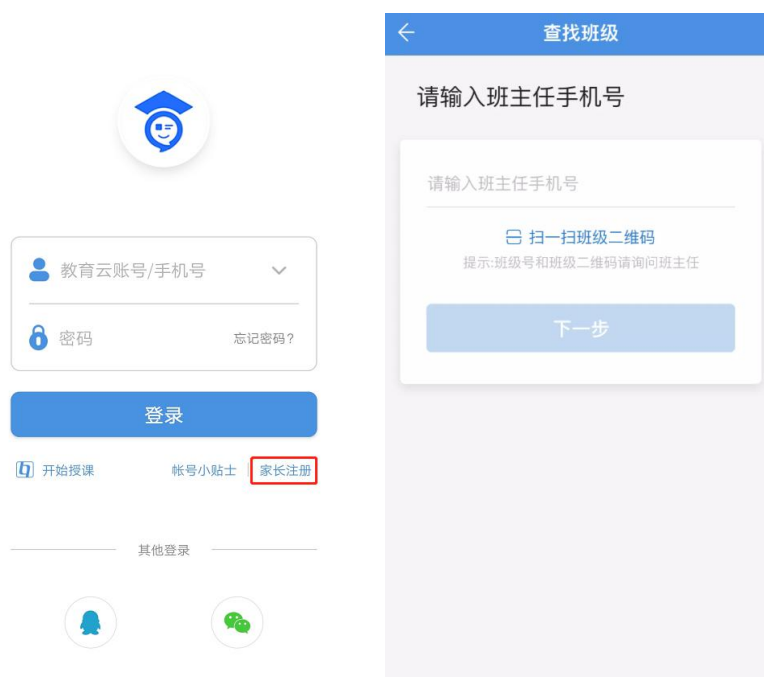 教育云账号/手机号
密码
忘记密码?
登录
开始授课
帐号小贴士
家长注册
其他登录
查找班级
请输入班主任手机号
请输入班主任手机号
扫一扫班级二维码
提示:班级号和班级二维码请询问班主任
下一步